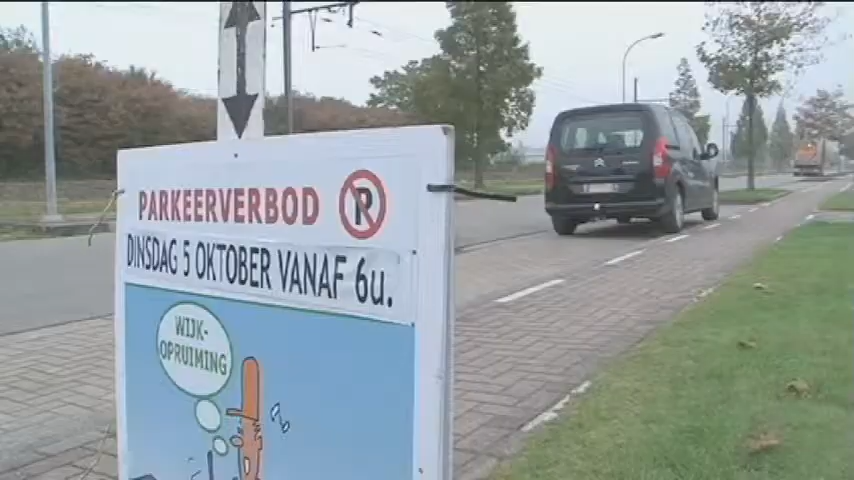 PARKEERVERBOD P
DINSDAG 5 OKTOBER VANAF 6u.
WIJK-
OPRUIMING